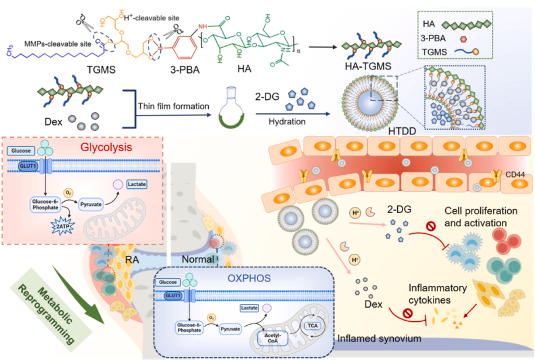 H⁺-cleavable site
MMPs-cleavable site
TGMS
3-PBA
HA
HA-TGMS
HA
3-PBA
TGMS
Dex
Thin film formation
2-DG
Hydration
HTDD
Glycolysis
Glucose
GLUT1
Glucose-6-
Phosphate
O₂
Pyruvate
Lactate
2ATP
RA
Normal
Metabolic
Reprogramming
OXPHOS
Glucose
GLUT1
Glucose-6-
Phosphate
O₂
Pyruvate
Lactate
Acetyl-
CoA
TCA
CD44
H⁺
2-DG
Cell proliferation
and activation
H⁺
Dex
Inflammatory
cytokines
Inflamed synovium